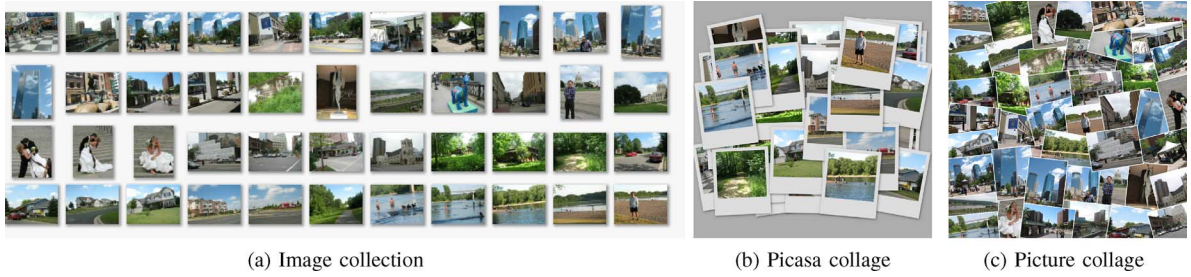 (a) Image collection
(b) Picasa collage
(c) Picture collage